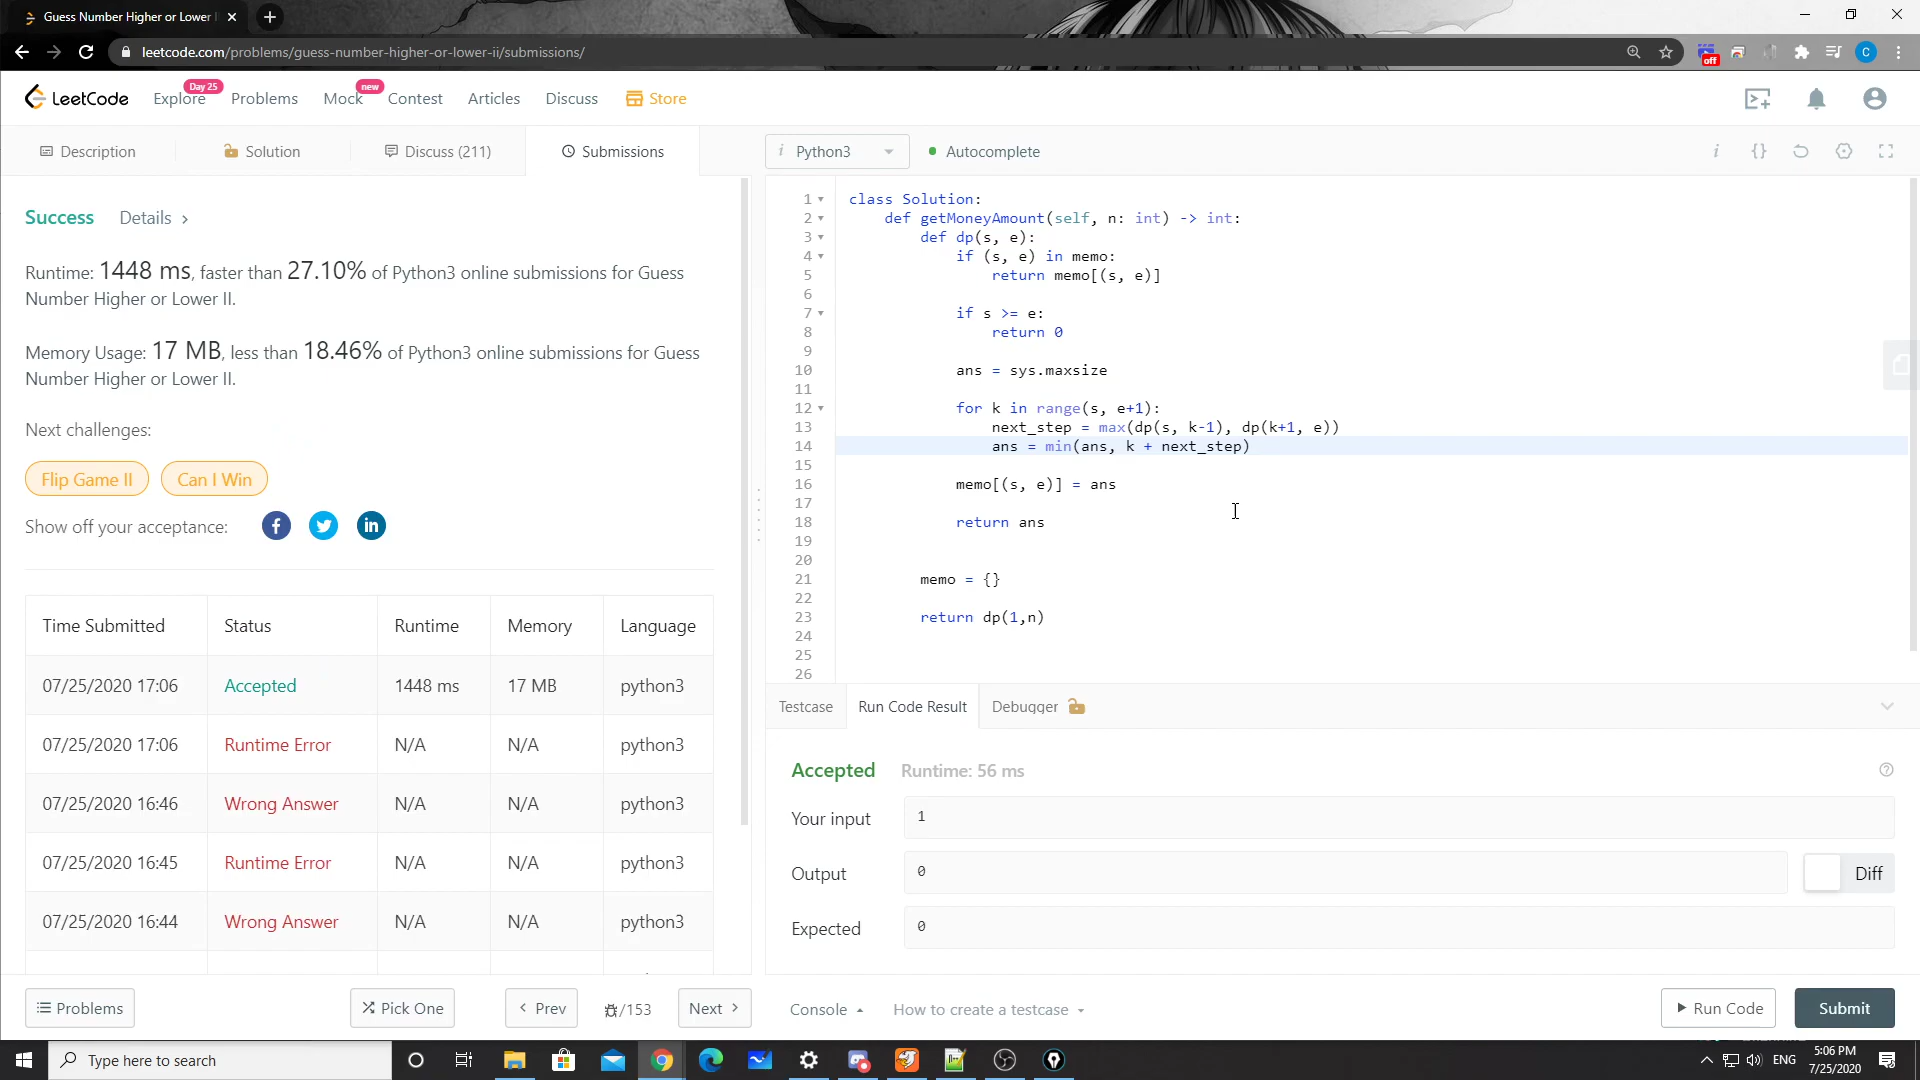 Guess Number Higher or Lower I
leetcode.com/problems/guess-number-higher-or-lower-ii/submissions/
off
C
LeetCode
Explore
Day 25
Problems
Mock
new
Contest
Articles
Discuss
Store
Description
Solution
Discuss (211)
Submissions
i Python3
Autocomplete
i {}
Success Details >
Runtime: 1448 ms, faster than 27.10% of Python3 online submissions for Guess
Number Higher or Lower II.
Memory Usage: 17 MB, less than 18.46% of Python3 online submissions for Guess
Number Higher or Lower II.
Next challenges:
Flip Game II
Can I Win
Show off your acceptance:
Time Submitted Status Runtime Memory Language
07/25/2020 17:06 Accepted 1448 ms 17 MB python3
07/25/2020 17:06 Runtime Error N/A N/A python3
07/25/2020 16:46 Wrong Answer N/A N/A python3
07/25/2020 16:45 Runtime Error N/A N/A python3
07/25/2020 16:44 Wrong Answer N/A N/A python3
Problems
Pick One
< Prev
/153
Next >
1 class Solution:
2 def getMoneyAmount(self, n: int) -> int:
3 def dp(s, e):
4 if (s, e) in memo:
5 return memo[(s, e)]
6
7 if s >= e:
8 return 0
9
10 ans = sys.maxsize
11
12 for k in range(s, e+1):
13 next_step = max(dp(s, k-1), dp(k+1, e))
14 ans = min(ans, k + next_step)
15
16 memo[(s, e)] = ans
17
18 return ans
19
20
21 memo = {}
22
23 return dp(1,n)
24
25
26
Testcase
Run Code Result
Debugger
Accepted Runtime: 56 ms
Your input 1
Output 0
Diff
Expected 0
Console
How to create a testcase
Run Code
Submit
Type here to search
ENG
5:06 PM
7/25/2020